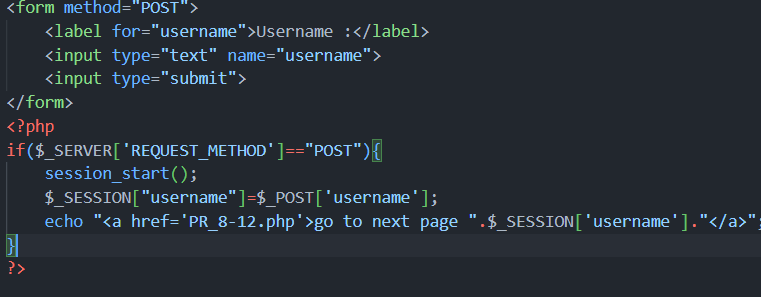 <form method="POST">
    <label for="username">Username :</label>
    <input type="text" name="username">
    <input type="submit">
</form>
<?php
if($_SERVER['REQUEST_METHOD']=="POST"){
    session_start();
    $_SESSION["username"]=$_POST['username'];
    echo "<a href='PR_8-12.php'>go to next page ".$_SESSION['username']."</a>";
}
?>